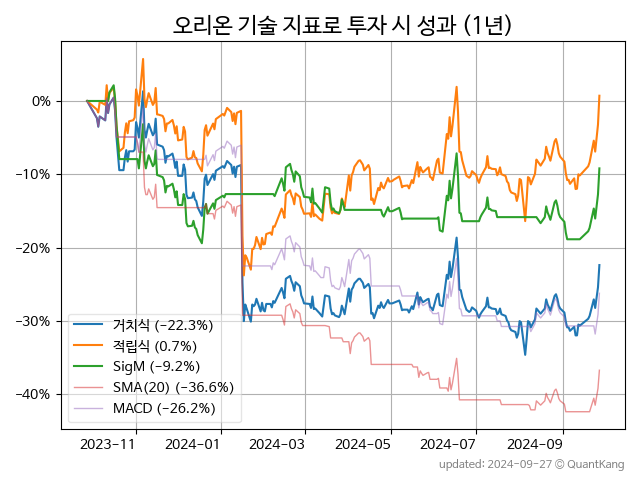 오리온 기술 지표로 투자 시 성과 (1년)
0%
−10%
−20%
−30%
−40%
거치식 (−22.3%)
적립식 (0.7%)
SigM (−9.2%)
SMA(20) (−36.6%)
MACD (−26.2%)
2023-11
2024-01
2024-03
2024-05
2024-07
2024-09
updated: 2024-09-27 © QuantKang